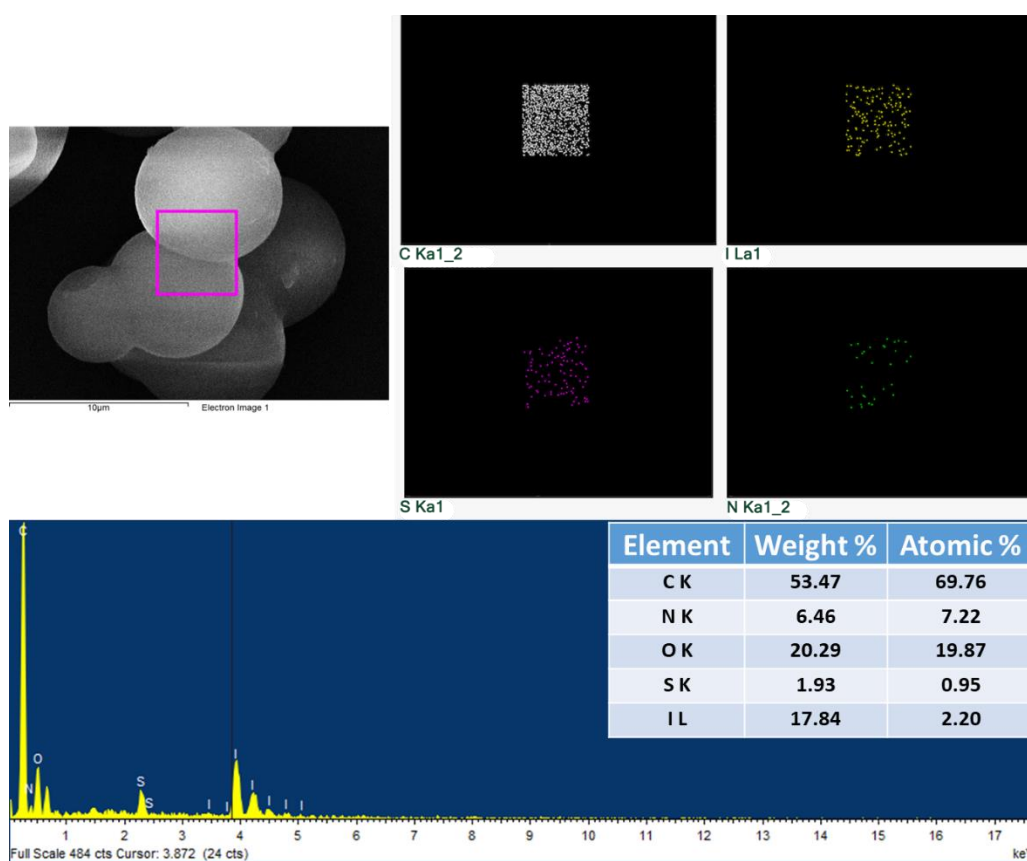 C Ka1_2
I La1
10µm Electron Image 1
S Ka1
N Ka1_2
Element Weight % Atomic %
C K 53.47 69.76
N K 6.46 7.22
O K 20.29 19.87
S K 1.93 0.95
I L 17.84 2.20
C
N
O
S
S
I
I
I
I
I
I
I
1 2 3 4 5 6 7 8 9 10 11 12 13 14 15 16 17
Full Scale 484 cts Cursor: 3.872 (24 cts)